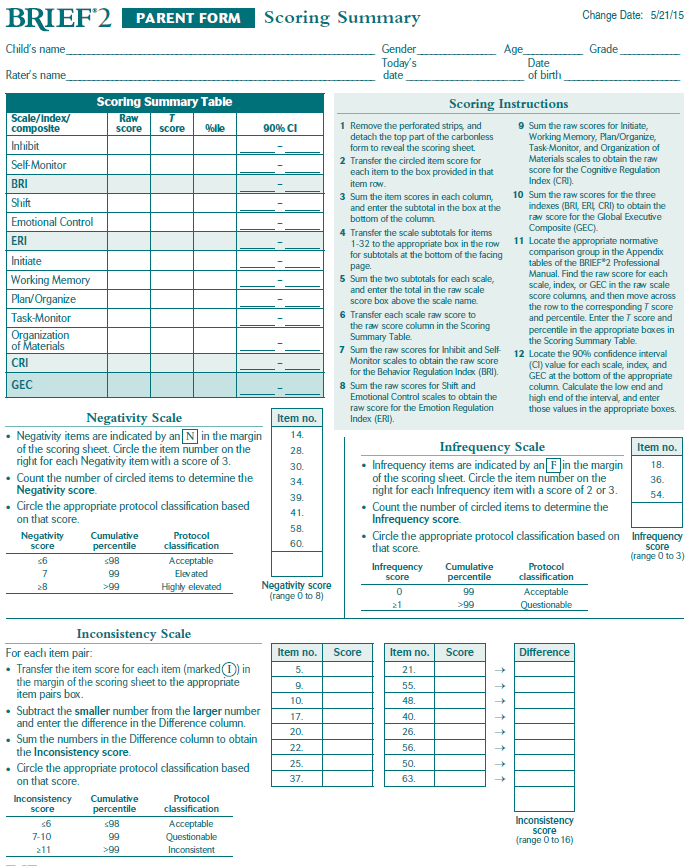 BRIEF®2 PARENT FORM Scoring Summary
Change Date: 5/21/15
Child's name Gender Age Grade
Rater's name Today's date Date of birth
Scoring Summary Table
Scale/Index/composite Raw score T score %ile 90% CI
Inhibit –
Self-Monitor –
BRI –
Shift –
Emotional Control –
ERI –
Initiate –
Working Memory –
Plan/Organize –
Task-Monitor –
Organization
of Materials –
CRI –
GEC –
Scoring Instructions
1 Remove the perforated strips, and
detach the top part of the carbonless
form to reveal the scoring sheet.
2 Transfer the circled item score for
each item to the box provided in that
item row.
3 Sum the item scores in each column,
and enter the subtotal in the box at the
bottom of the column.
4 Transfer the scale subtotals for items
1-32 to the appropriate box in the row
for subtotals at the bottom of the facing
page.
5 Sum the two subtotals for each scale,
and enter the total in the raw scale
score box above the scale name.
6 Transfer each scale raw score to
the raw score column in the Scoring
Summary Table.
7 Sum the raw scores for Inhibit and Self-
Monitor scales to obtain the raw score
for the Behavior Regulation Index (BRI).
8 Sum the raw scores for Shift and
Emotional Control scales to obtain the
raw score for the Emotion Regulation
Index (ERI).
9 Sum the raw scores for Initiate,
Working Memory, Plan/Organize,
Task-Monitor, and Organization of
Materials scales to obtain the raw
score for the Cognitive Regulation
Index (CRI).
10 Sum the raw scores for the three
indexes (BRI, ERI, CRI) to obtain the
raw score for the Global Executive
Composite (GEC).
11 Locate the appropriate normative
comparison group in the Appendix
tables of the BRIEF®2 Professional
Manual. Find the raw score for each
scale, index, or GEC in the raw scale
score columns, and then move across
the row to the corresponding T score
and percentile. Enter the T score and
percentile in the appropriate boxes in
the Scoring Summary Table.
12 Locate the 90% confidence interval
(CI) value for each scale, index, and
GEC at the bottom of the appropriate
column. Calculate the low end and
high end of the interval, and enter
those values in the appropriate boxes.
Negativity Scale
• Negativity items are indicated by an N in the margin
of the scoring sheet. Circle the item number on the
right for each Negativity item with a score of 3.
• Count the number of circled items to determine the
Negativity score.
• Circle the appropriate protocol classification based
on that score.
Negativity score Cumulative percentile Protocol classification
≤6 ≤98 Acceptable
7 99 Elevated
≥8 >99 Highly elevated
Item no.
14.
28.
30.
34.
39.
41.
58.
60.
Negativity score
(range 0 to 8)
Infrequency Scale
• Infrequency items are indicated by an F in the margin
of the scoring sheet. Circle the item number on the
right for each Infrequency item with a score of 2 or 3.
• Count the number of circled items to determine the
Infrequency score.
• Circle the appropriate protocol classification based on
that score.
Infrequency score Cumulative percentile Protocol classification
0 99 Acceptable
≥1 >99 Questionable
Item no.
18.
36.
54.
Infrequency
score
(range 0 to 3)
Inconsistency Scale
For each item pair:
• Transfer the item score for each item (marked I) in
the margin of the scoring sheet to the appropriate
item pairs box.
• Subtract the smaller number from the larger number
and enter the difference in the Difference column.
• Sum the numbers in the Difference column to obtain
the Inconsistency score.
• Circle the appropriate protocol classification based
on that score.
Inconsistency score Cumulative percentile Protocol classification
≤6 ≤98 Acceptable
7-10 99 Questionable
≥11 >99 Inconsistent
Item no. Score Item no. Score Difference
5. 21. →
9. 55. →
10. 48. →
17. 40. →
20. 26. →
22. 56. →
25. 50. →
37. 63. →
Inconsistency
score
(range 0 to 16)